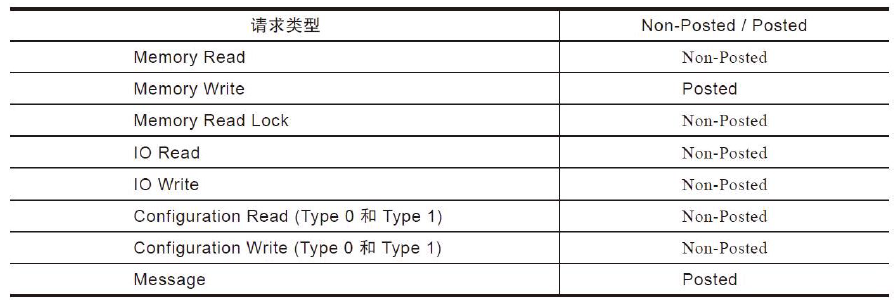 请求类型 Non-Posted / Posted
Memory Read Non-Posted
Memory Write Posted
Memory Read Lock Non-Posted
IO Read Non-Posted
IO Write Non-Posted
Configuration Read (Type 0 和 Type 1) Non-Posted
Configuration Write (Type 0 和 Type 1) Non-Posted
Message Posted